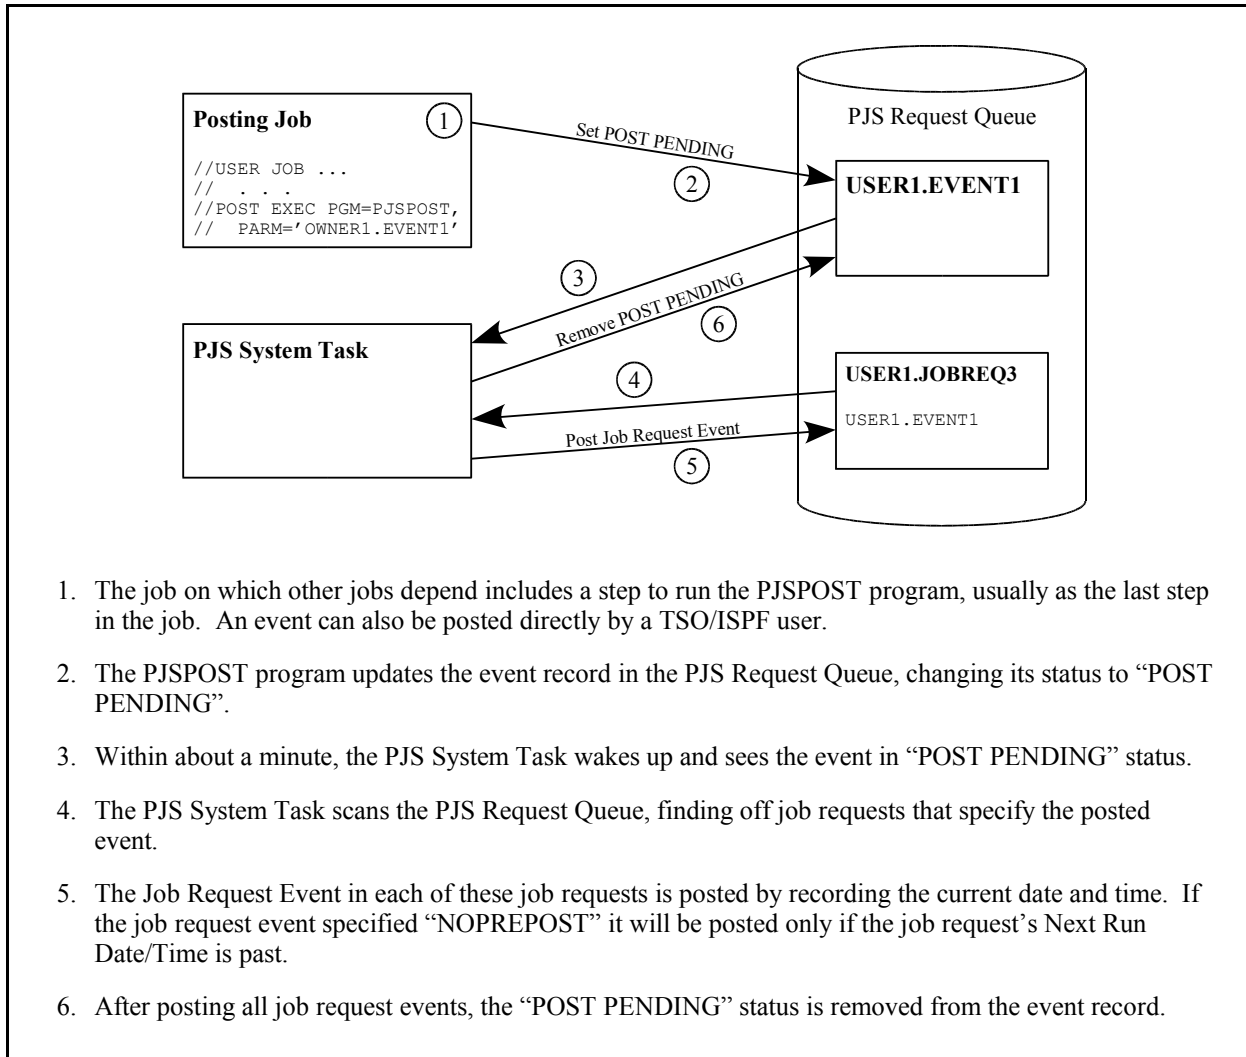 PJS Request Queue
Posting Job
1
//USER JOB ...
//  . . .
//POST EXEC PGM=PJSPOST,
//  PARM=’OWNER1.EVENT1’
Set POST PENDING
2
USER1.EVENT1
3
Remove POST PENDING
6
PJS System Task
4
USER1.JOBREQ3
USER1.EVENT1
Post Job Request Event
5
1. The job on which other jobs depend includes a step to run the PJSPOST program, usually as the last step
in the job. An event can also be posted directly by a TSO/ISPF user.
2. The PJSPOST program updates the event record in the PJS Request Queue, changing its status to “POST
PENDING”.
3. Within about a minute, the PJS System Task wakes up and sees the event in “POST PENDING” status.
4. The PJS System Task scans the PJS Request Queue, finding off job requests that specify the posted
event.
5. The Job Request Event in each of these job requests is posted by recording the current date and time. If
the job request event specified “NOPREPOST” it will be posted only if the job request’s Next Run
Date/Time is past.
6. After posting all job request events, the “POST PENDING” status is removed from the event record.